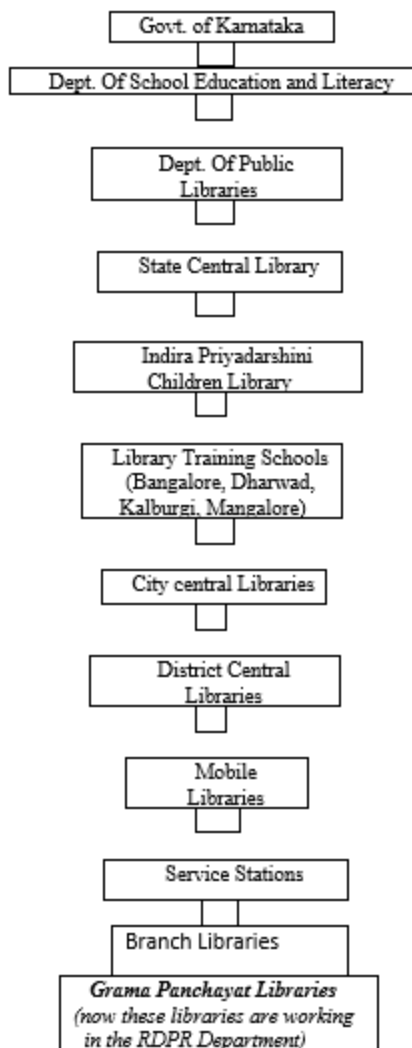 Govt. of Karnataka
Dept. Of School Education and Literacy
Dept. Of Public
Libraries
State Central Library
Indira Priyadarshini
Children Library
Library Training Schools
(Bangalore, Dharwad,
Kalburgi, Mangalore)
City central Libraries
District Central
Libraries
Mobile
Libraries
Service Stations
Branch Libraries
Grama Panchayat Libraries
(now these libraries are working
in the RDPR Department)